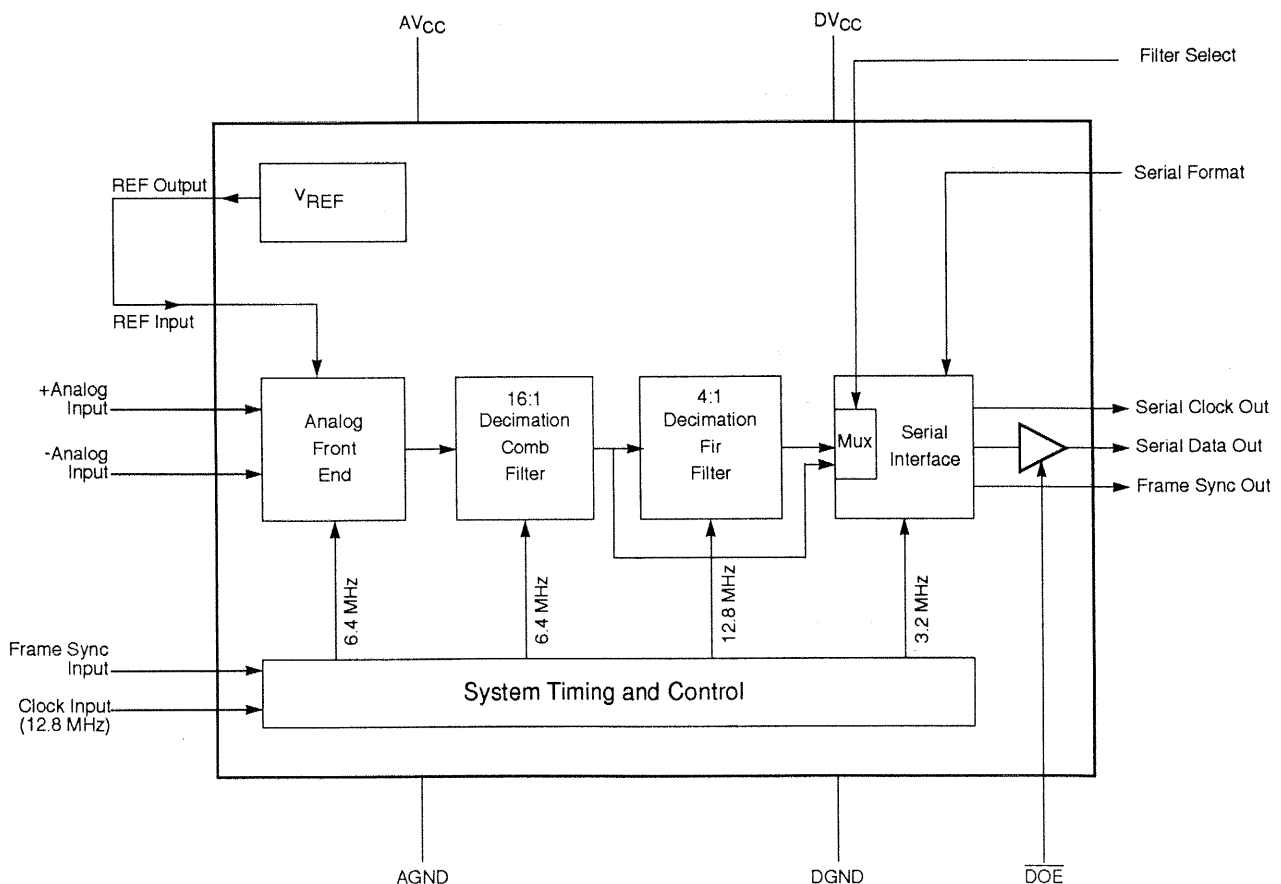 AVCC
DVCC
Filter Select
REF Output
VREF
Serial Format
REF Input
+Analog
Input
-Analog
Input
Analog
Front
End
16:1
Decimation
Comb
Filter
4:1
Decimation
Fir
Filter
Mux
Serial
Interface
Serial Clock Out
Serial Data Out
Frame Sync Out
6.4 MHz
6.4 MHz
12.8 MHz
3.2 MHz
Frame Sync
Input
Clock Input
(12.8 MHz)
System Timing and Control
AGND
DGND
DOE